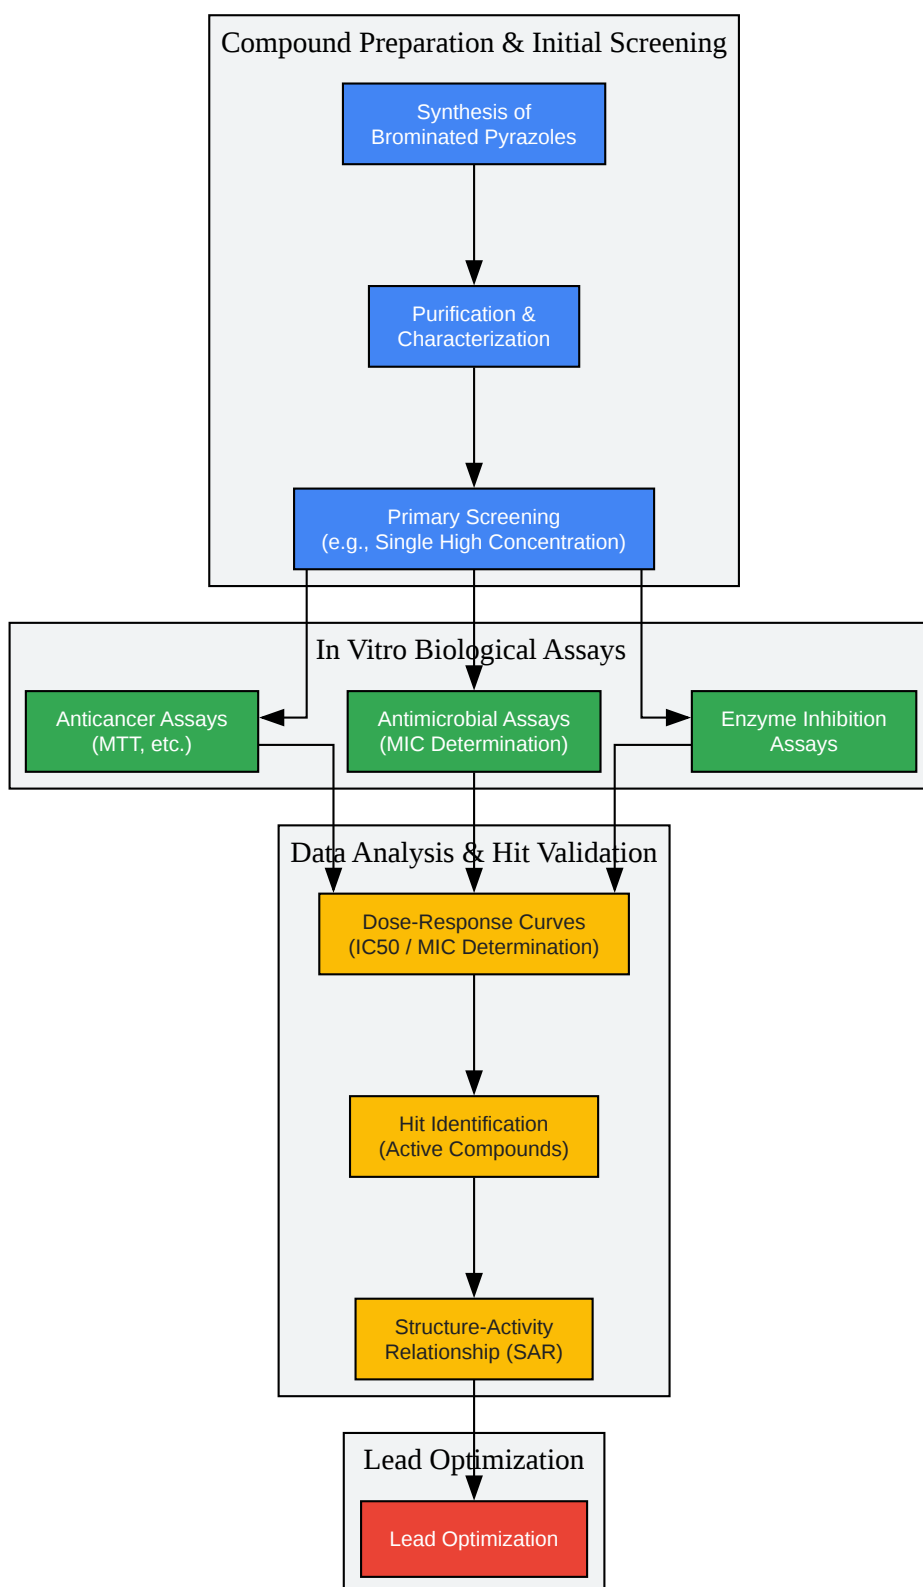 Compound Preparation & Initial Screening
Synthesis of
Brominated Pyrazoles
Purification &
Characterization
Primary Screening
(e.g., Single High Concentration)
In Vitro Biological Assays
Anticancer Assays
(MTT, etc.)
Antimicrobial Assays
(MIC Determination)
Enzyme Inhibition
Assays
Data Analysis & Hit Validation
Dose-Response Curves
(IC50 / MIC Determination)
Hit Identification
(Active Compounds)
Structure-Activity
Relationship (SAR)
Lead Optimization
Lead Optimization